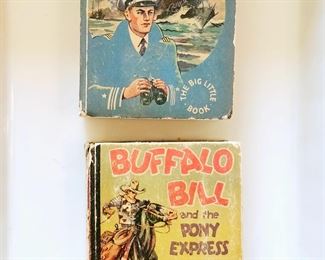 THE BIG LITTLE
BOOK
BUFFALO
BILL
and the
PONY
EXPRESS